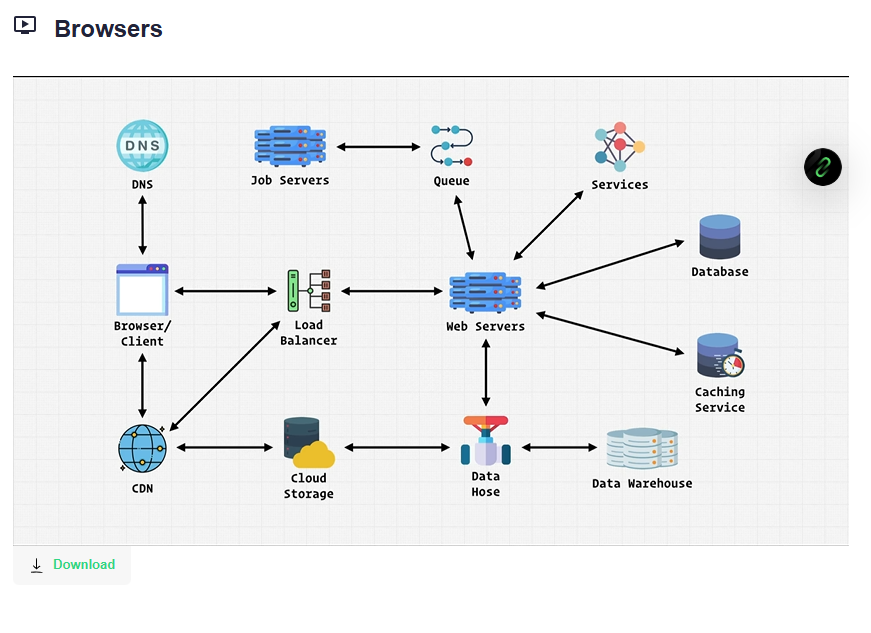 Browsers
DNS
DNS
Job Servers
Queue
Services
Database
Browser/
Client
Load
Balancer
Web Servers
Caching
Service
CDN
Cloud
Storage
Data
Hose
Data Warehouse
Download